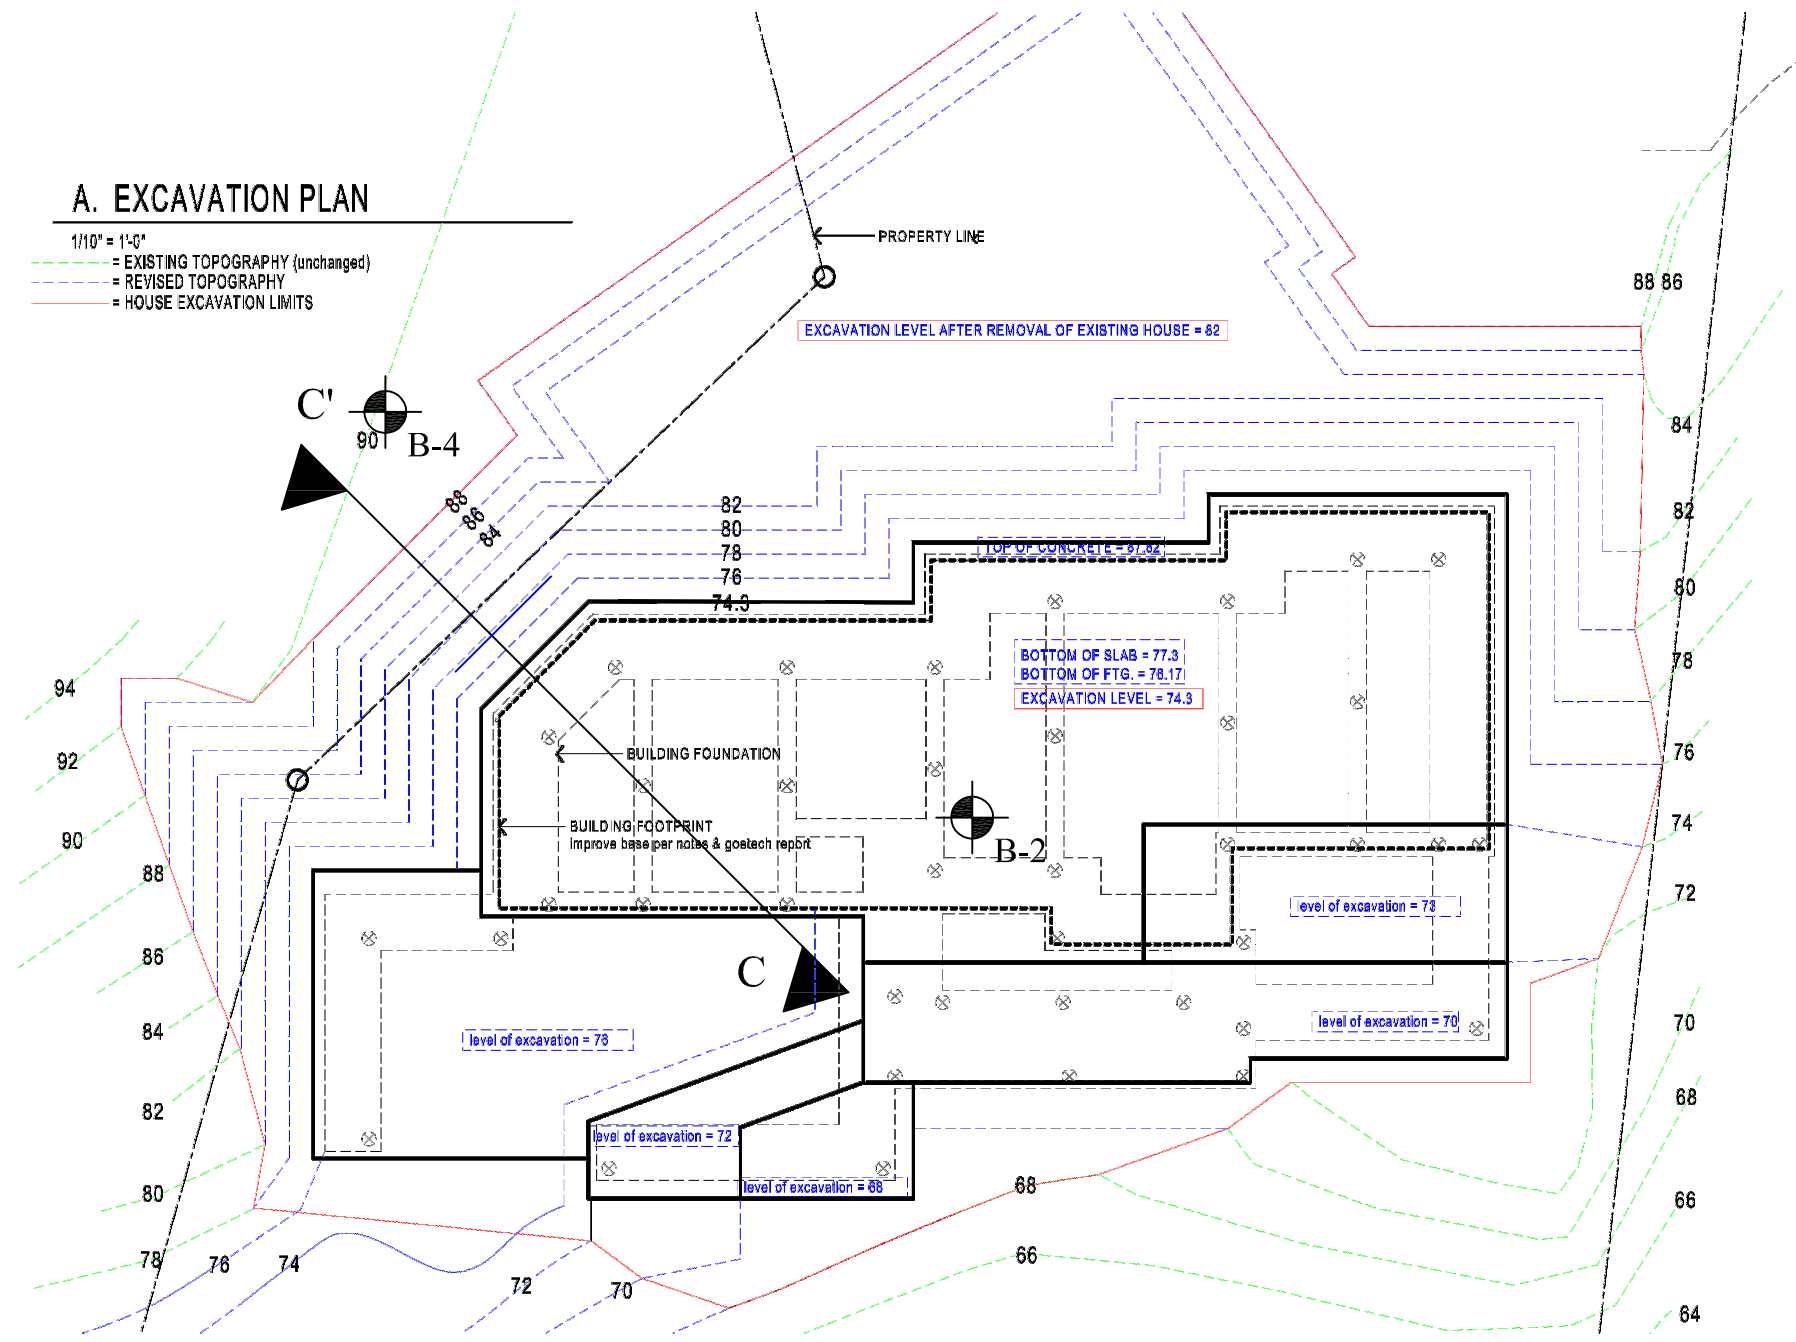 A. EXCAVATION PLAN
1/10" = 1'-0"
= EXISTING TOPOGRAPHY (unchanged)
= REVISED TOPOGRAPHY
= HOUSE EXCAVATION LIMITS
PROPERTY LINE
88 86
EXCAVATION LEVEL AFTER REMOVAL OF EXISTING HOUSE = 82
C'
90
B-4
84
88
86
84
82
80
78
76
74.3
82
TOP OF CONCRETE = 87.82
80
BOTTOM OF SLAB = 77.3
BOTTOM OF FTG. = 76.17
EXCAVATION LEVEL = 74.3
78
94
92
BUILDING FOUNDATION
76
90
BUILDING FOOTPRINT
improve base per notes & goetech report
B-2
74
88
level of excavation = 73
72
86
C
84
level of excavation = 76
level of excavation = 70
70
82
level of excavation = 72
68
80
level of excavation = 68
68
66
78
76
74
72
70
66
64